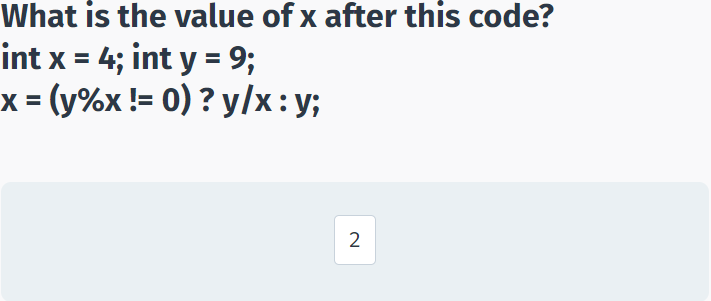 What is the value of x after this code?
int x = 4; int y = 9;
x = (y%x != 0) ? y/x : y;
2